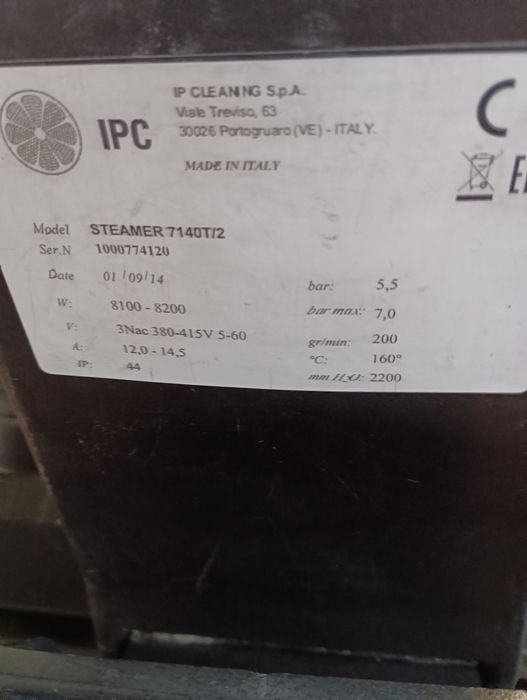 IP CLEANING S.p.A.
Viale Treviso, 63
30026 Portogruaro (VE) - ITALY.
IPC
MADE IN ITALY
Model STEAMER 7140T/2
Ser.N 1000774120
Date 01/09/14
W: 8100 - 8200
V: 3Nac 380-415V 5-60
A: 12,0 - 14,5
IP: 44
bar: 5,5
bar max: 7,0
gr/min: 200
°C: 160°
mm H₂O: 2200